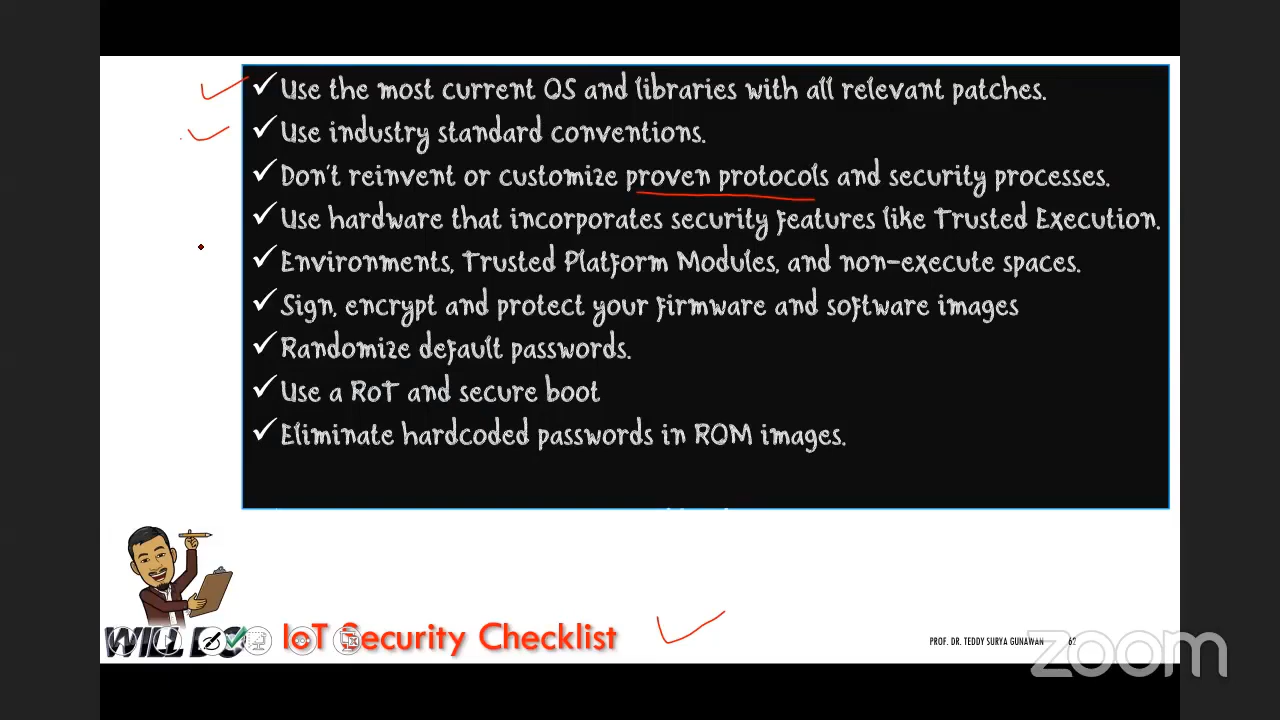 Use the most current OS and libraries with all relevant patches.
Use industry standard conventions.
Don't reinvent or customize proven protocols and security processes.
Use hardware that incorporates security features like Trusted Execution.
Environments, Trusted Platform Modules, and non-execute spaces.
Sign, encrypt and protect your firmware and software images
Randomize default passwords.
Use a RoT and secure boot
Eliminate hardcoded passwords in ROM images.
WILL DO
IoT Security Checklist
PROF. DR. TEDDY SURYA GUNAWAN
62
zoom